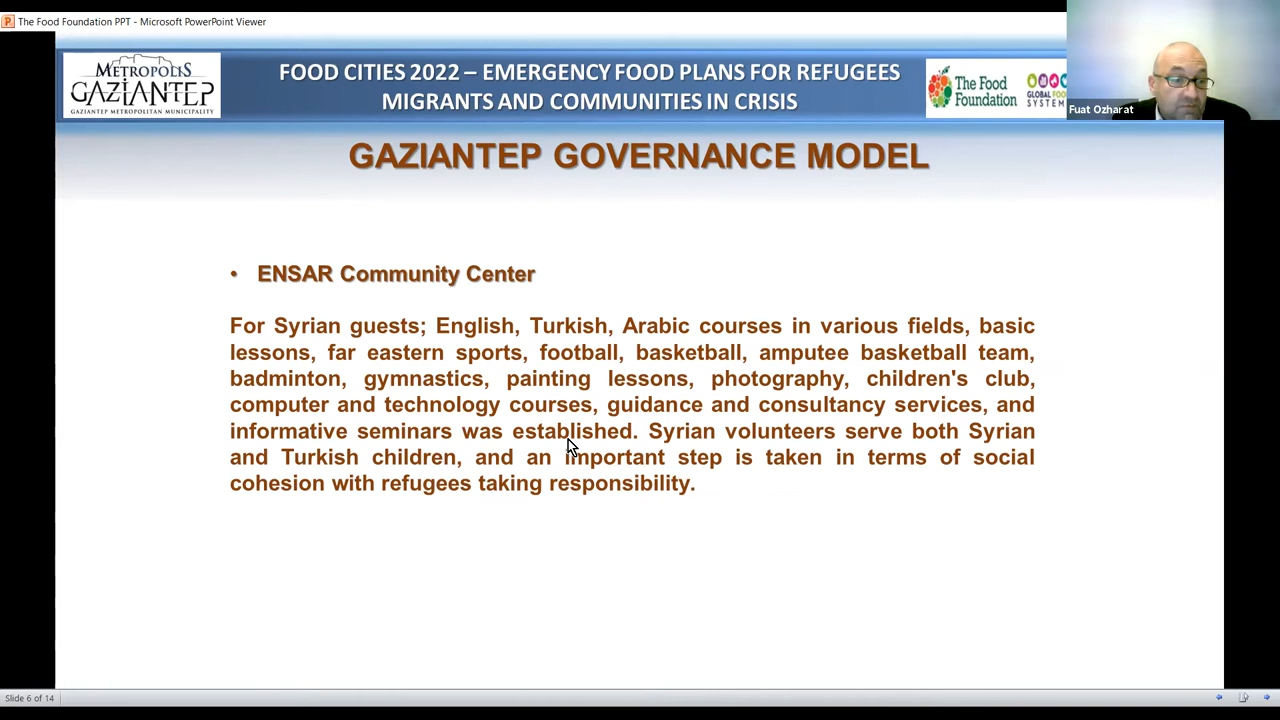 The Food Foundation PPT - Microsoft PowerPoint Viewer
METROPOLIS
GAZIANTEP
GAZIANTEP METROPOLITAN MUNICIPALITY
FOOD CITIES 2022 – EMERGENCY FOOD PLANS FOR REFUGEES
MIGRANTS AND COMMUNITIES IN CRISIS
The Food
Foundation
GLOBAL FOO
SYSTEM
Fuat Ozharat
GAZIANTEP GOVERNANCE MODEL
• ENSAR Community Center
For Syrian guests; English, Turkish, Arabic courses in various fields, basic
lessons, far eastern sports, football, basketball, amputee basketball team,
badminton, gymnastics, painting lessons, photography, children's club,
computer and technology courses, guidance and consultancy services, and
informative seminars was established. Syrian volunteers serve both Syrian
and Turkish children, and an important step is taken in terms of social
cohesion with refugees taking responsibility.
Slide 6 of 14